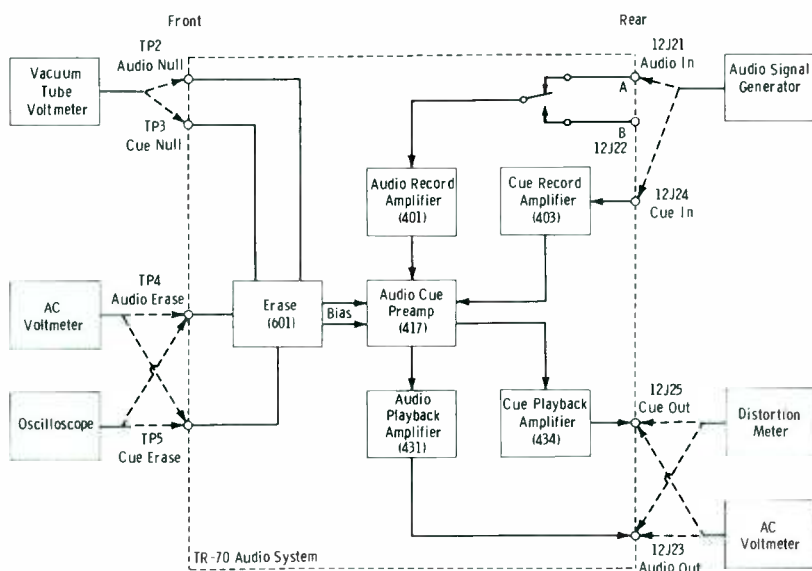 Front
Rear
TP2
Audio Null
12J21
Audio In
Vacuum
Tube
Voltmeter
Audio Signal
Generator
A
TP3
Cue Null
B
12J22
Audio Record
Amplifier
(401)
Cue Record
Amplifier
(403)
12J24
Cue In
TP4
Audio Erase
AC
Voltmeter
Erase
(601)
Bias
Audio Cue
Preamp
(417)
Oscilloscope
TP5
Cue Erase
Audio
Playback
Amplifier
(431)
Cue Playback
Amplifier
(434)
12J25
Cue Out
Distortion
Meter
12J23
Audio Out
AC
Voltmeter
TR-70 Audio System